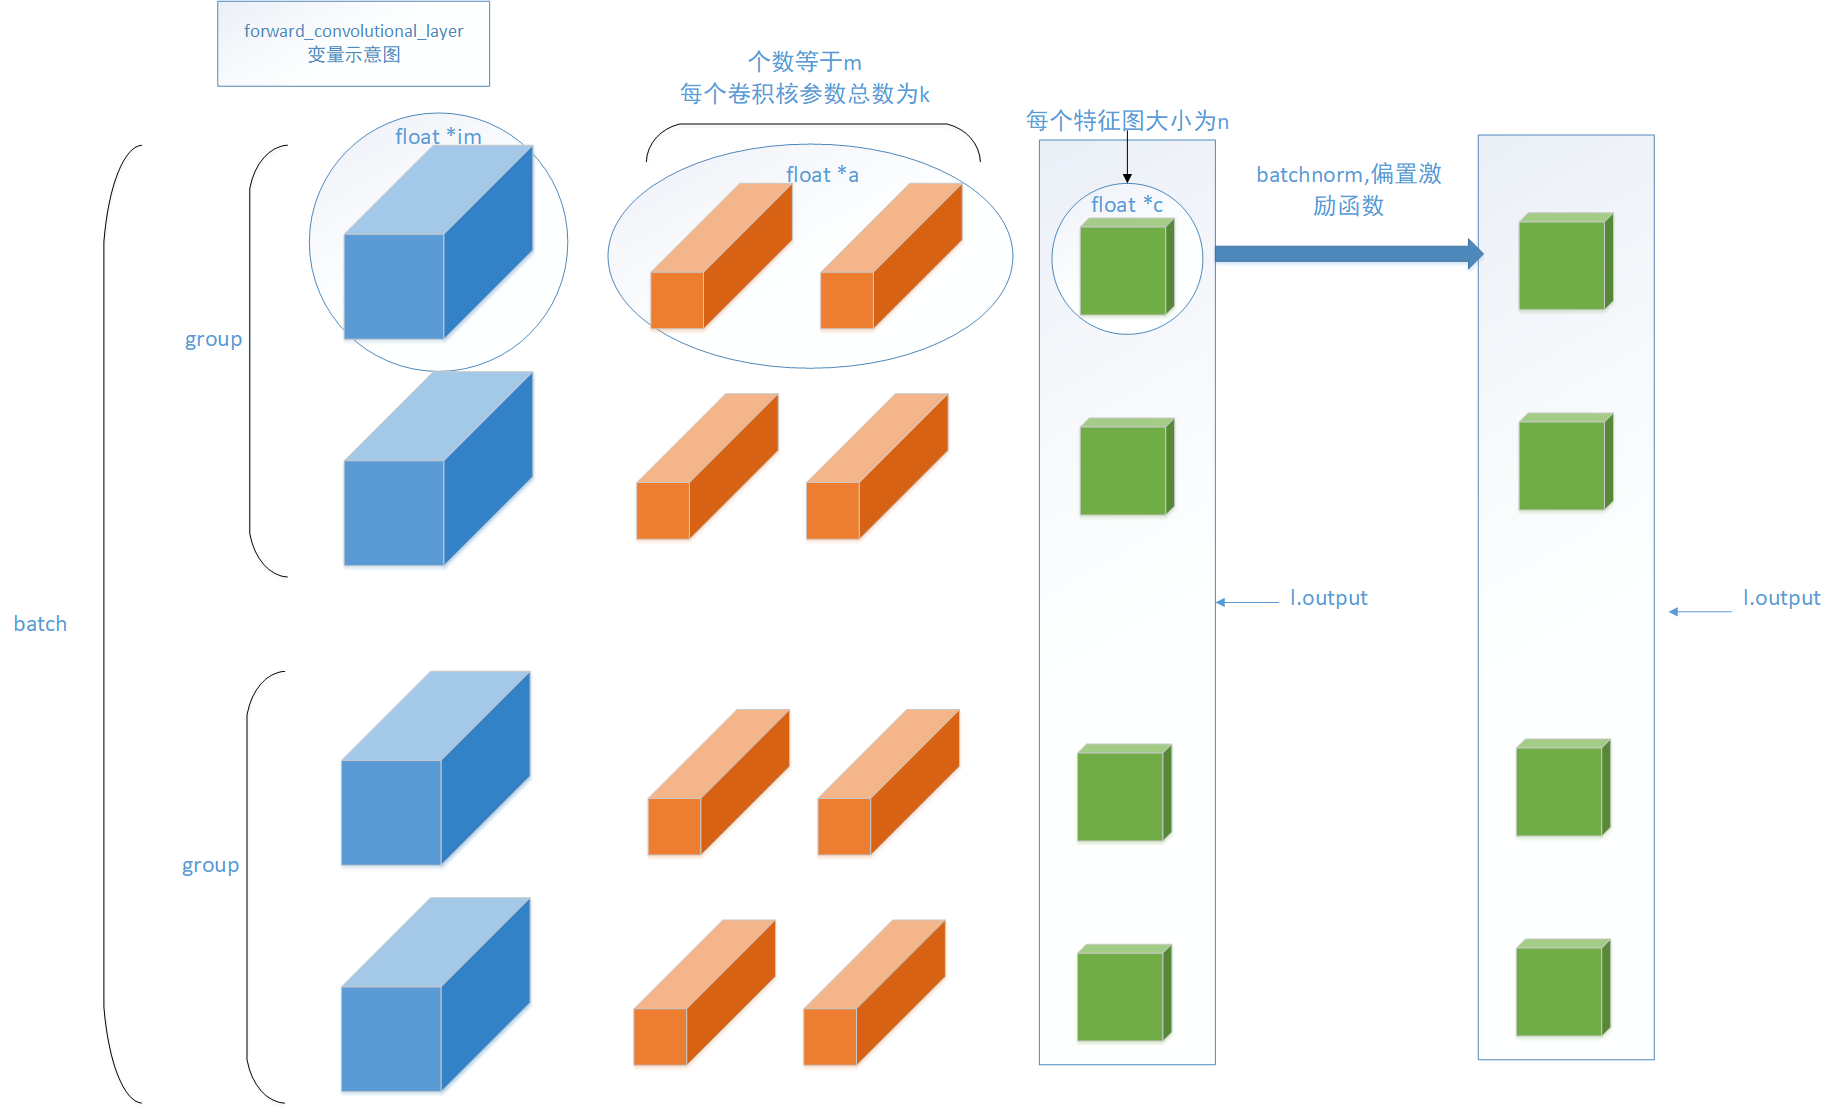 forward_convolutional_layer
变量示意图
个数等于m
每个卷积核参数总数为k
每个特征图大小为n
float *im
float *a
float *c
batchnorm,偏置激
励函数
group
batch
l.output
l.output
group